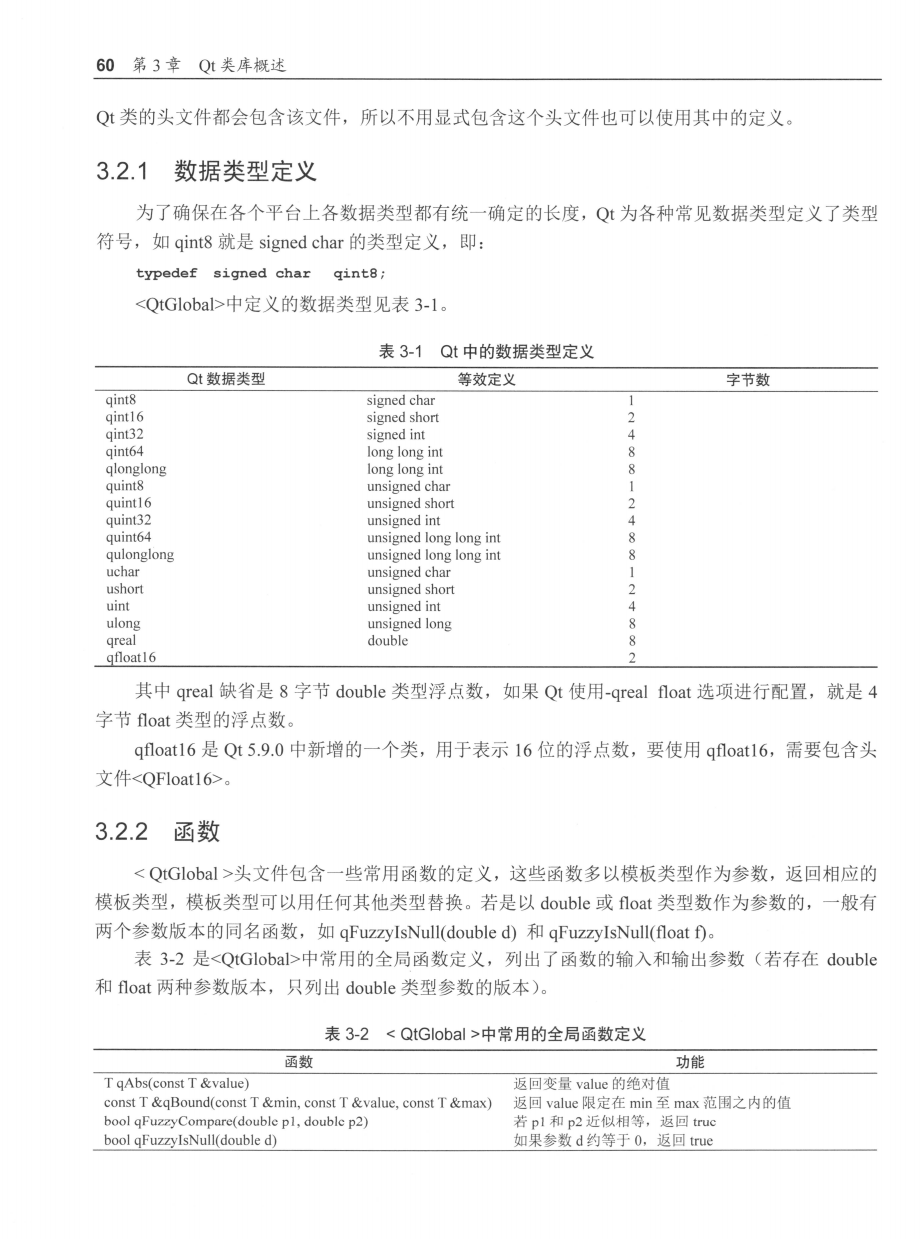 60 第 3 章 Qt 类库概述
Qt 类的头文件都会包含该文件，所以不用显式包含这个头文件也可以使用其中的定义。
3.2.1 数据类型定义
为了确保在各个平台上各数据类型都有统一确定的长度，Qt 为各种常见数据类型定义了类型
符号，如 qint8 就是 signed char 的类型定义，即：
typedef signed char qint8;
<QtGlobal>中定义的数据类型见表 3-1。
表 3-1 Qt 中的数据类型定义
Qt 数据类型 等效定义 字节数
qint8 signed char 1
qint16 signed short 2
qint32 signed int 4
qint64 long long int 8
qlonglong long long int 8
quint8 unsigned char 1
quint16 unsigned short 2
quint32 unsigned int 4
quint64 unsigned long long int 8
qulonglong unsigned long long int 8
uchar unsigned char 1
ushort unsigned short 2
uint unsigned int 4
ulong unsigned long 8
qreal double 8
qfloat16 2
其中 qreal 缺省是 8 字节 double 类型浮点数，如果 Qt 使用-qreal float 选项进行配置，就是 4
字节 float 类型的浮点数。
qfloat16 是 Qt 5.9.0 中新增的一个类，用于表示 16 位的浮点数，要使用 qfloat16，需要包含头
文件<QFloat16>。
3.2.2 函数
< QtGlobal >头文件包含一些常用函数的定义，这些函数多以模板类型作为参数，返回相应的
模板类型，模板类型可以用任何其他类型替换。若是以 double 或 float 类型数作为参数的，一般有
两个参数版本的同名函数，如 qFuzzyIsNull(double d) 和 qFuzzyIsNull(float f)。
表 3-2 是<QtGlobal>中常用的全局函数定义，列出了函数的输入和输出参数（若存在 double
和 float 两种参数版本，只列出 double 类型参数的版本）。
表 3-2 < QtGlobal >中常用的全局函数定义
函数 功能
T qAbs(const T &value) 返回变量 value 的绝对值
const T &qBound(const T &min, const T &value, const T &max) 返回 value 限定在 min 至 max 范围之内的值
bool qFuzzyCompare(double p1, double p2) 若 p1 和 p2 近似相等，返回 true
bool qFuzzyIsNull(double d) 如果参数 d 约等于 0，返回 true